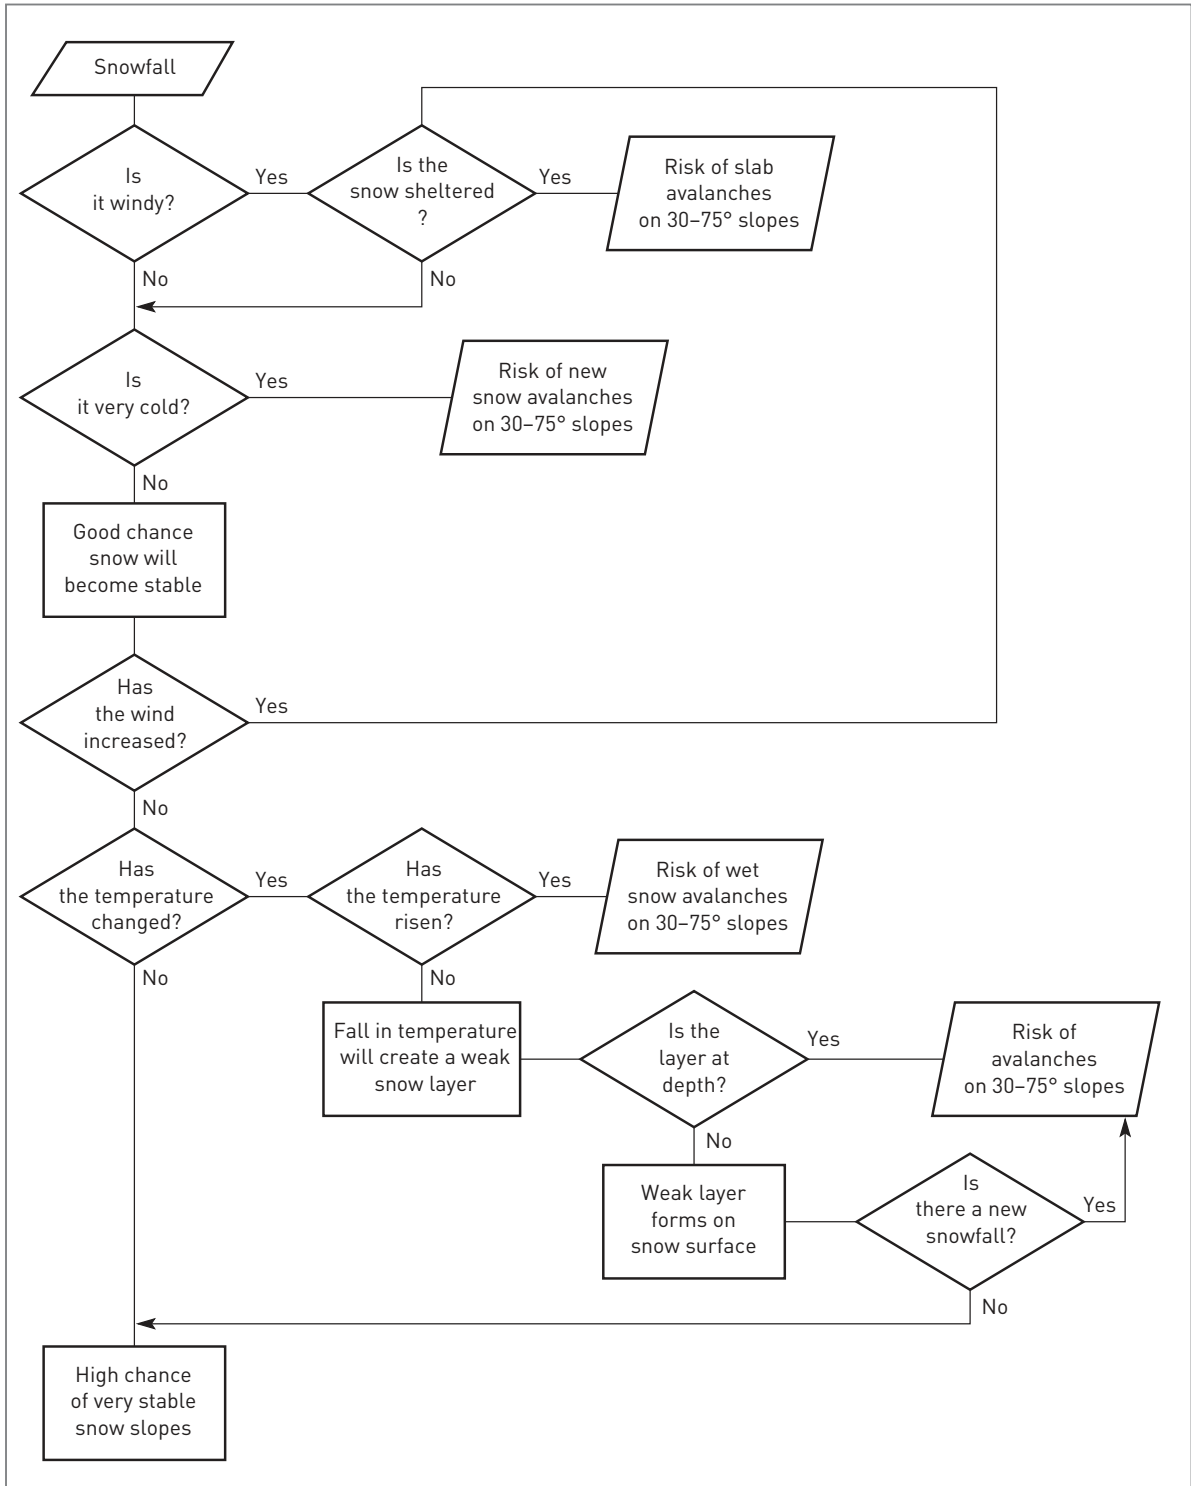 Snowfall
Is
it windy?
Yes
Is the
snow sheltered
?
Yes
Risk of slab
avalanches
on 30–75° slopes
No
No
Is
it very cold?
Yes
Risk of new
snow avalanches
on 30–75° slopes
No
Good chance
snow will
become stable
Has
the wind
increased?
Yes
No
Has
the temperature
changed?
Yes
Has
the temperature
risen?
Yes
Risk of wet
snow avalanches
on 30–75° slopes
No
No
Fall in temperature
will create a weak
snow layer
Is the
layer at
depth?
Yes
Risk of
avalanches
on 30–75° slopes
No
Weak layer
forms on
snow surface
Is
there a new
snowfall?
Yes
No
High chance
of very stable
snow slopes